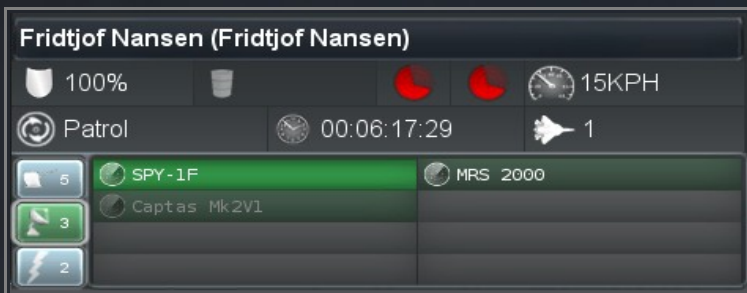 Fridtjof Nansen (Fridtjof Nansen)
100% 15KPH
Patrol 00:06:17:29 1
5 SPY-1F MRS 2000
Captas Mk2V1
3
2